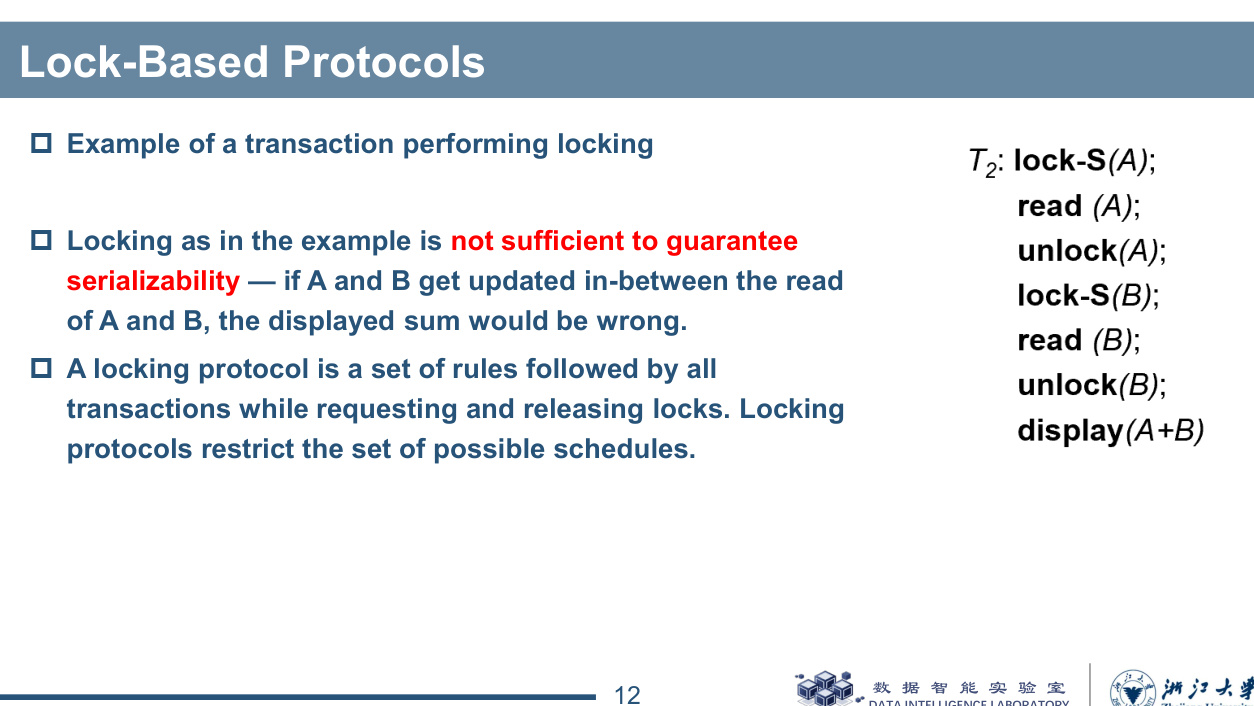 Lock-Based Protocols
Example of a transaction performing locking
Locking as in the example is not sufficient to guarantee
serializability — if A and B get updated in-between the read
of A and B, the displayed sum would be wrong.
A locking protocol is a set of rules followed by all
transactions while requesting and releasing locks. Locking
protocols restrict the set of possible schedules.
T2: lock-S(A);
read (A);
unlock(A);
lock-S(B);
read (B);
unlock(B);
display(A+B)
12
数据智能实验室
DATA INTELLIGENCE LABORATORY
浙江大学
Zhejiang University